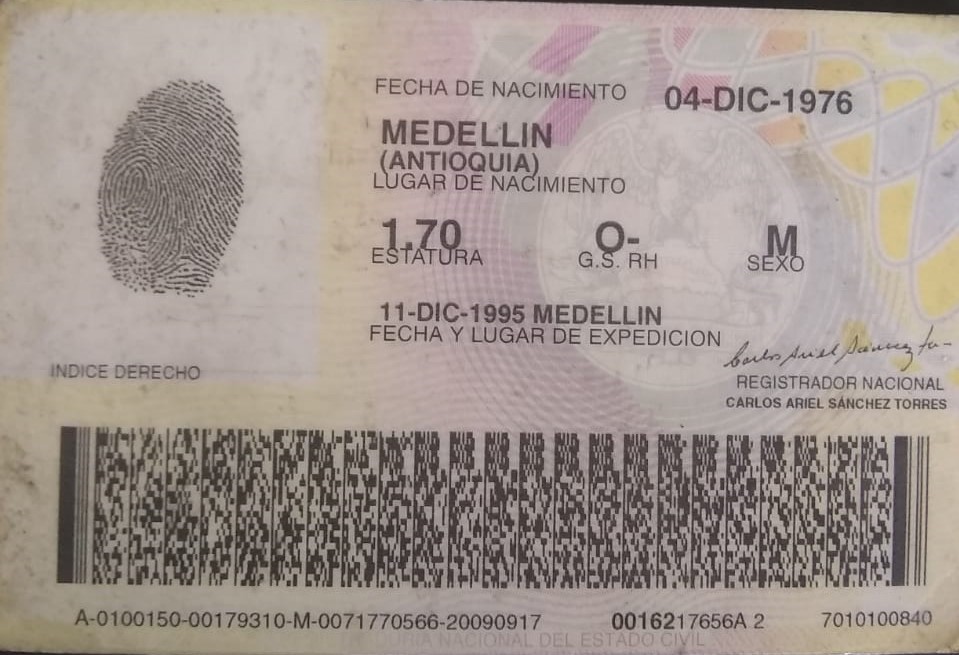 FECHA DE NACIMIENTO 04-DIC-1976
MEDELLIN
(ANTIOQUIA)
LUGAR DE NACIMIENTO
1.70 O- M
ESTATURA G.S. RH SEXO
11-DIC-1995 MEDELLIN
FECHA Y LUGAR DE EXPEDICION
INDICE DERECHO
REGISTRADOR NACIONAL
CARLOS ARIEL SÁNCHEZ TORRES
A-0100150-00179310-M-0071770566-20090917 0016217656A 2 7010100840
NACIONAL DEL ESTADO CIVIL